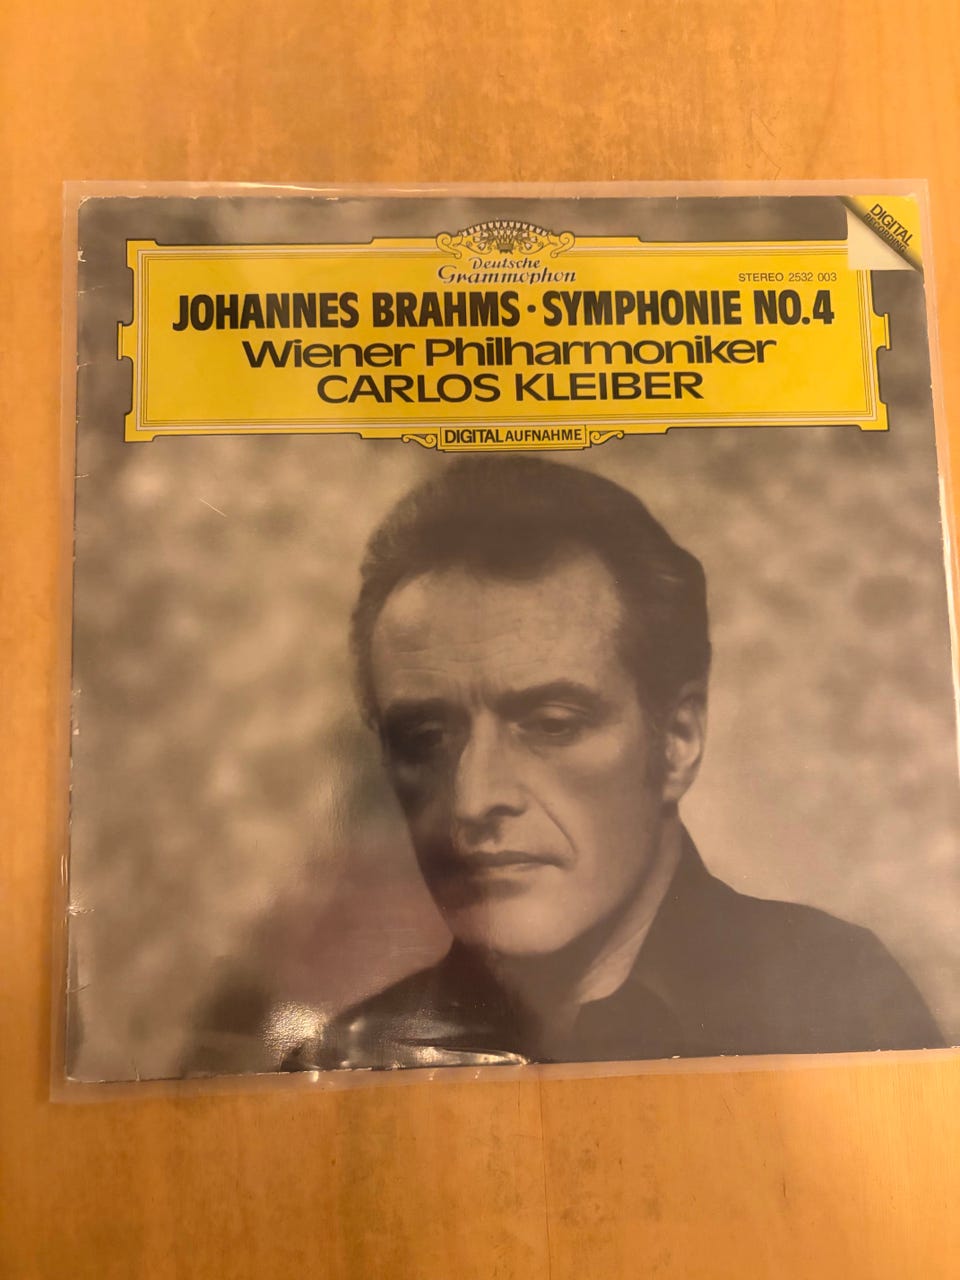 DIGITAL
RECORDING
Deutsche
Grammophon
STEREO 2532 003
JOHANNES BRAHMS · SYMPHONIE NO. 4
Wiener Philharmoniker
CARLOS KLEIBER
DIGITAL AUFNAHME